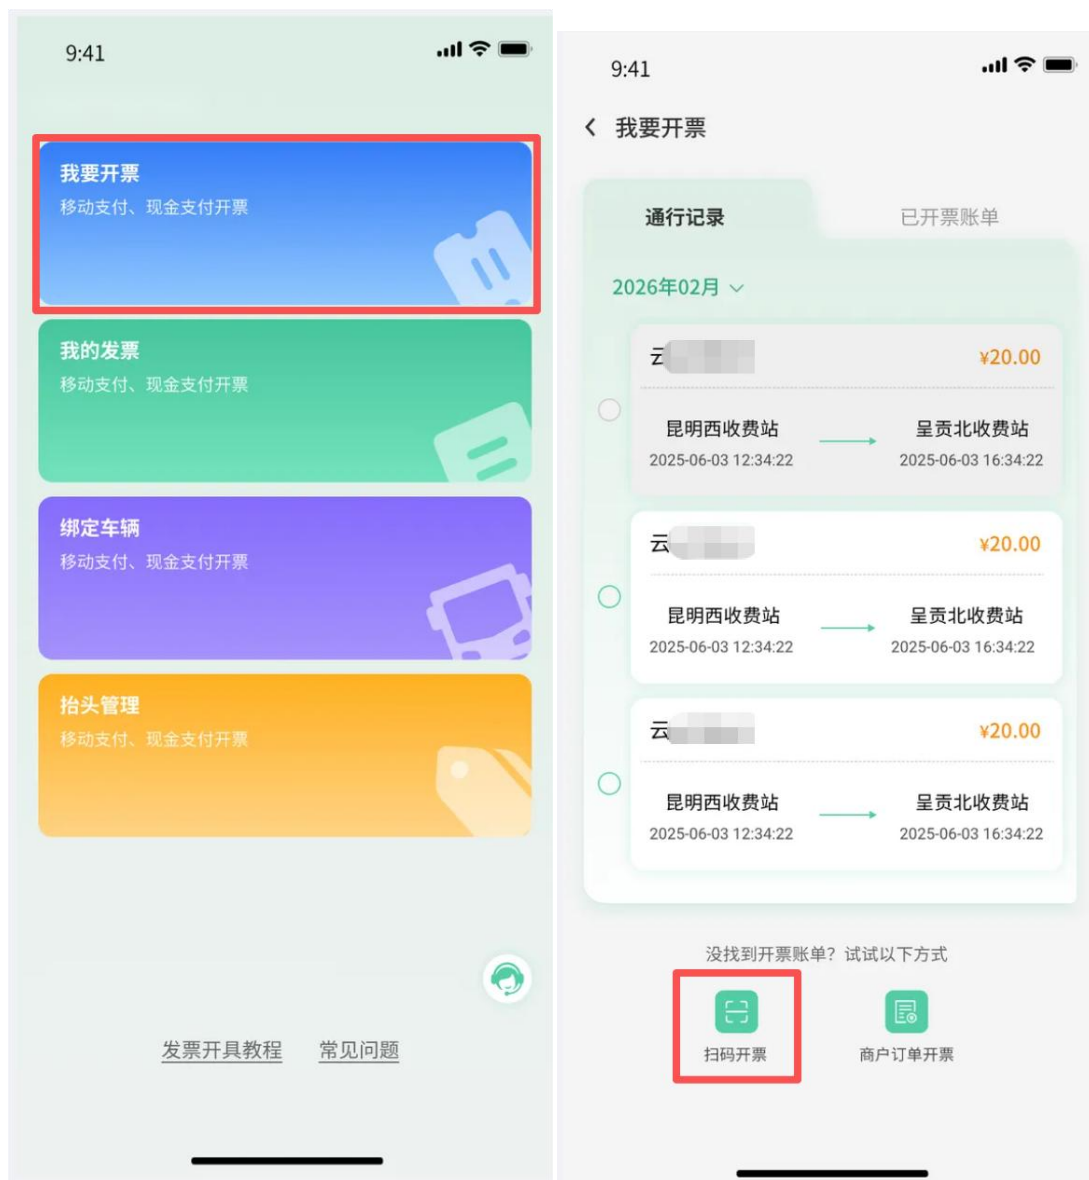 9:41
我要开票
移动支付、现金支付开票
我的发票
移动支付、现金支付开票
绑定车辆
移动支付、现金支付开票
抬头管理
移动支付、现金支付开票
发票开具教程 常见问题
9:41
我要开票
通行记录 已开票账单
2026年02月
云 ¥20.00
昆明西收费站 呈贡北收费站
2025-06-03 12:34:22 2025-06-03 16:34:22
云 ¥20.00
昆明西收费站 呈贡北收费站
2025-06-03 12:34:22 2025-06-03 16:34:22
云 ¥20.00
昆明西收费站 呈贡北收费站
2025-06-03 12:34:22 2025-06-03 16:34:22
没找到开票账单？试试以下方式
扫码开票 商户订单开票